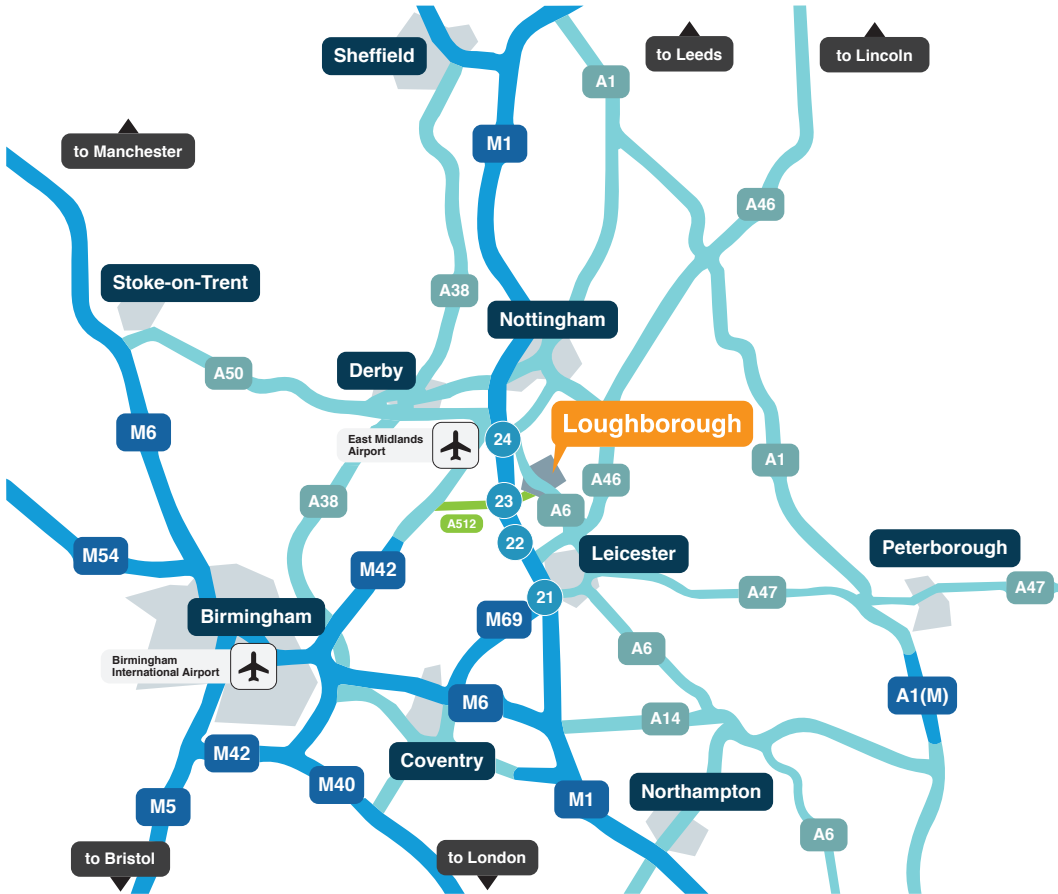 to Leeds
to Lincoln
Sheffield
A1
M1
to Manchester
A46
Stoke-on-Trent
A38
Nottingham
A50
Derby
Loughborough
M6
East Midlands
Airport
24
A1
A46
A38
23
A512
A6
22
M54
Leicester
Peterborough
M42
A47
A47
21
Birmingham
M69
A6
Birmingham
International Airport
M6
A1(M)
A14
M42
Coventry
M40
Northampton
M1
M5
A6
to Bristol
to London